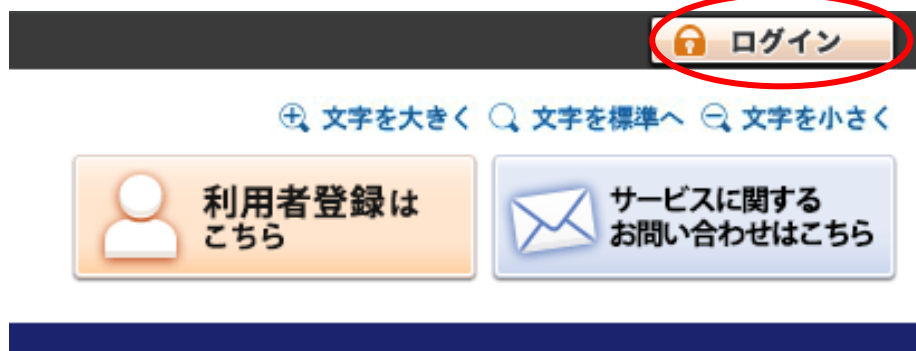 ログイン
文字を大きく 文字を標準へ 文字を小さく
利用者登録は
こちら
サービスに関する
お問い合わせはこちら